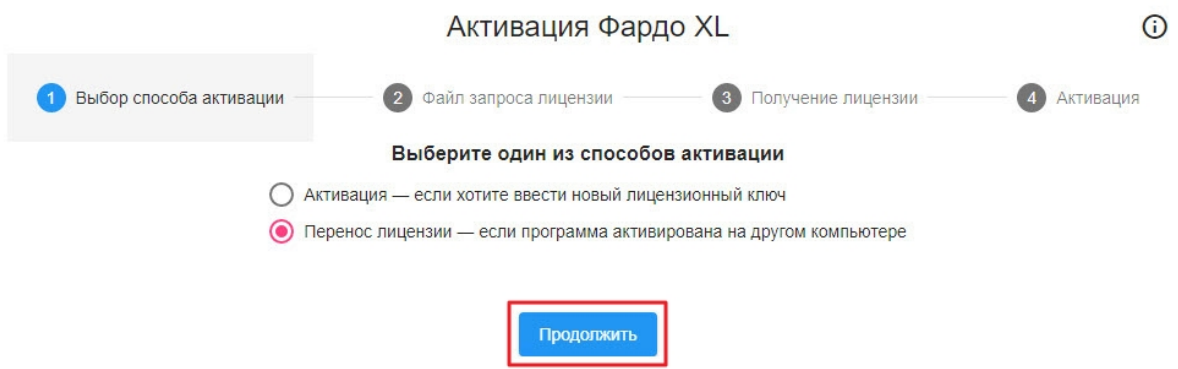 Активация Фардо XL
1 Выбор способа активации 2 Файл запроса лицензии 3 Получение лицензии 4 Активация
Выберите один из способов активации
Активация — если хотите ввести новый лицензионный ключ
Перенос лицензии — если программа активирована на другом компьютере
Продолжить